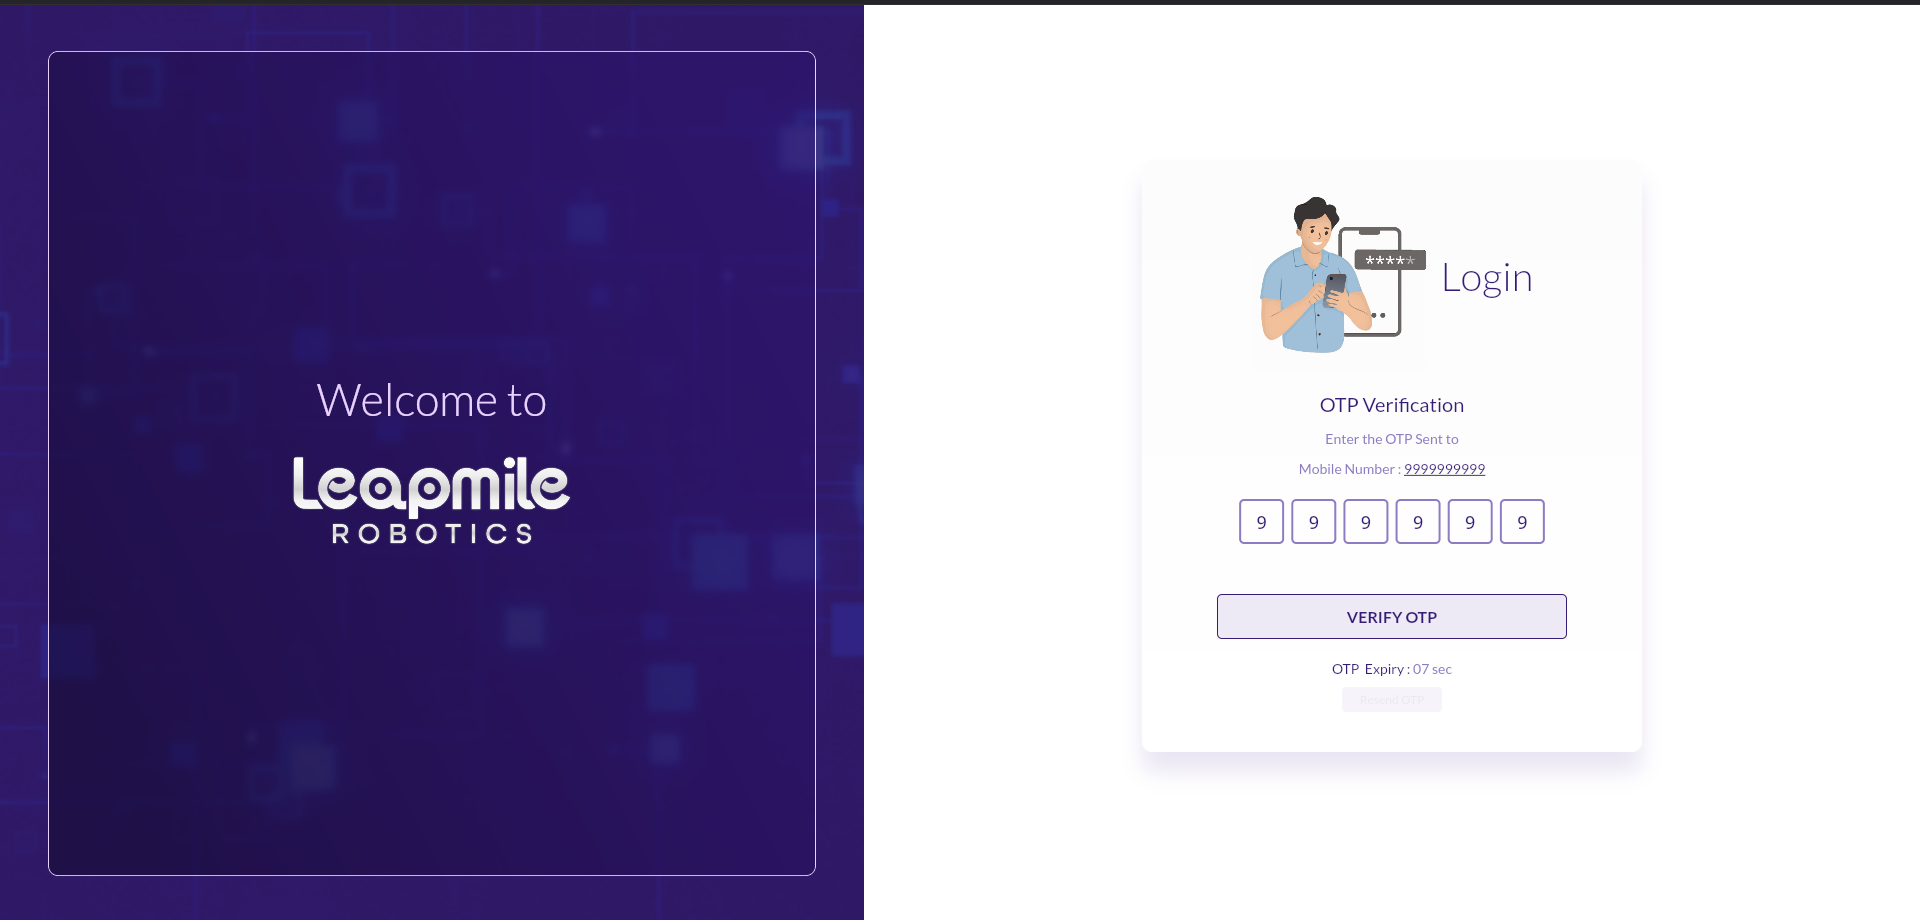 Welcome to
Leapmile
ROBOTICS
*****
Login
OTP Verification
Enter the OTP Sent to
Mobile Number : 9999999999
9 9 9 9 9 9
VERIFY OTP
OTP Expiry : 07 sec
Resend OTP